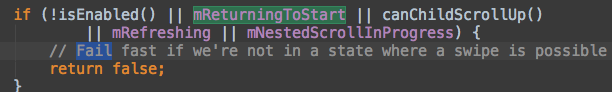 if (!isEnabled() || mReturningToStart || canChildScrollUp()
|| mRefreshing || mNestedScrollInProgress) {
// Fail fast if we're not in a state where a swipe is possible
return false;
}